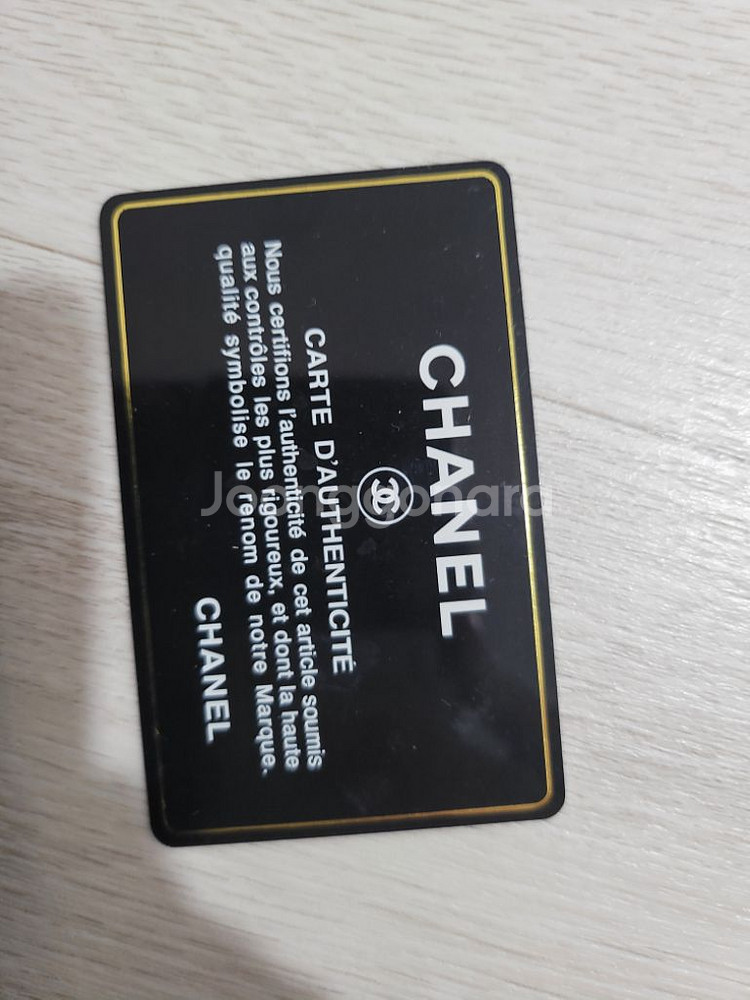 CHANEL
CARTE D'AUTHENTICITÉ
Nous certifions l'authenticité de cet article soumis
aux contrôles les plus rigoureux, et dont la haute
qualité symbolise le renom de notre Marque.
CHANEL
Joonggonara